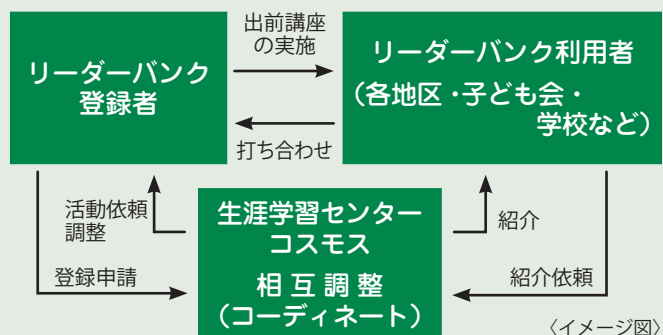 リーダーバンク
登録者
出前講座
の実施
打ち合わせ
リーダーバンク利用者
(各地区・子ども会・
学校など)
活動依頼
調整
登録申請
生涯学習センター
コスモス
相互調整
(コーディネート)
紹介
紹介依頼
〈イメージ図〉